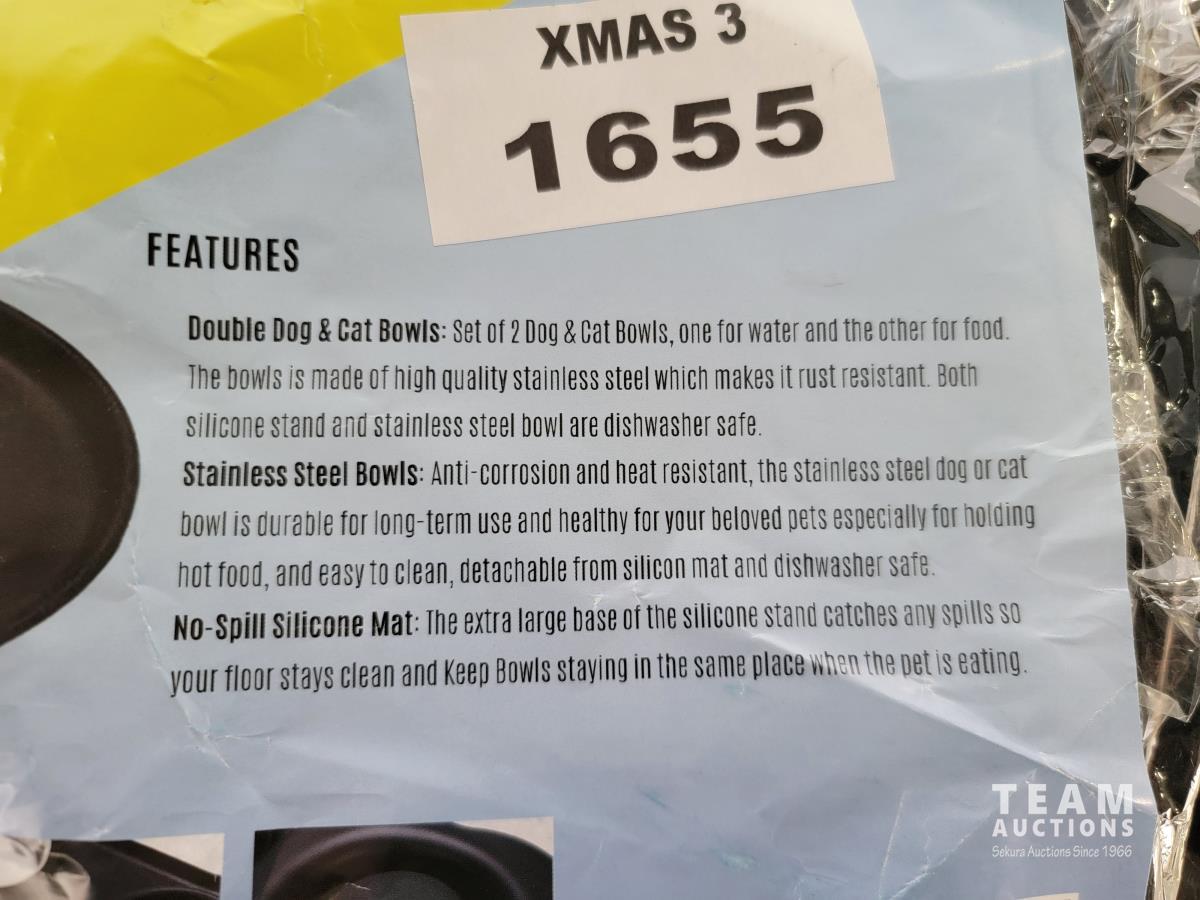 XMAS 3
1655
FEATURES
Double Dog & Cat Bowls: Set of 2 Dog & Cat Bowls, one for water and the other for food.
The bowls is made of high quality stainless steel which makes it rust resistant. Both
silicone stand and stainless steel bowl are dishwasher safe.
Stainless Steel Bowls: Anti-corrosion and heat resistant, the stainless steel dog or cat
bowl is durable for long-term use and healthy for your beloved pets especially for holding
hot food, and easy to clean, detachable from silicon mat and dishwasher safe.
No-Spill Silicone Mat: The extra large base of the silicone stand catches any spills so
your floor stays clean and Keep Bowls staying in the same place when the pet is eating.
TEAM
AUCTIONS
Sekura Auctions Since 1966